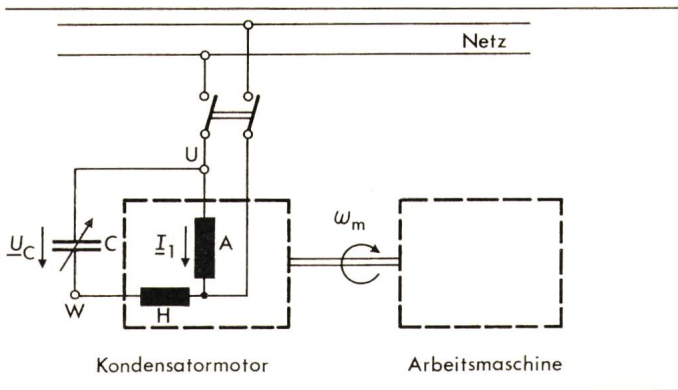 Netz
U
U_C
C
I_1
A
ω_m
W
H
Kondensatormotor
Arbeitsmaschine